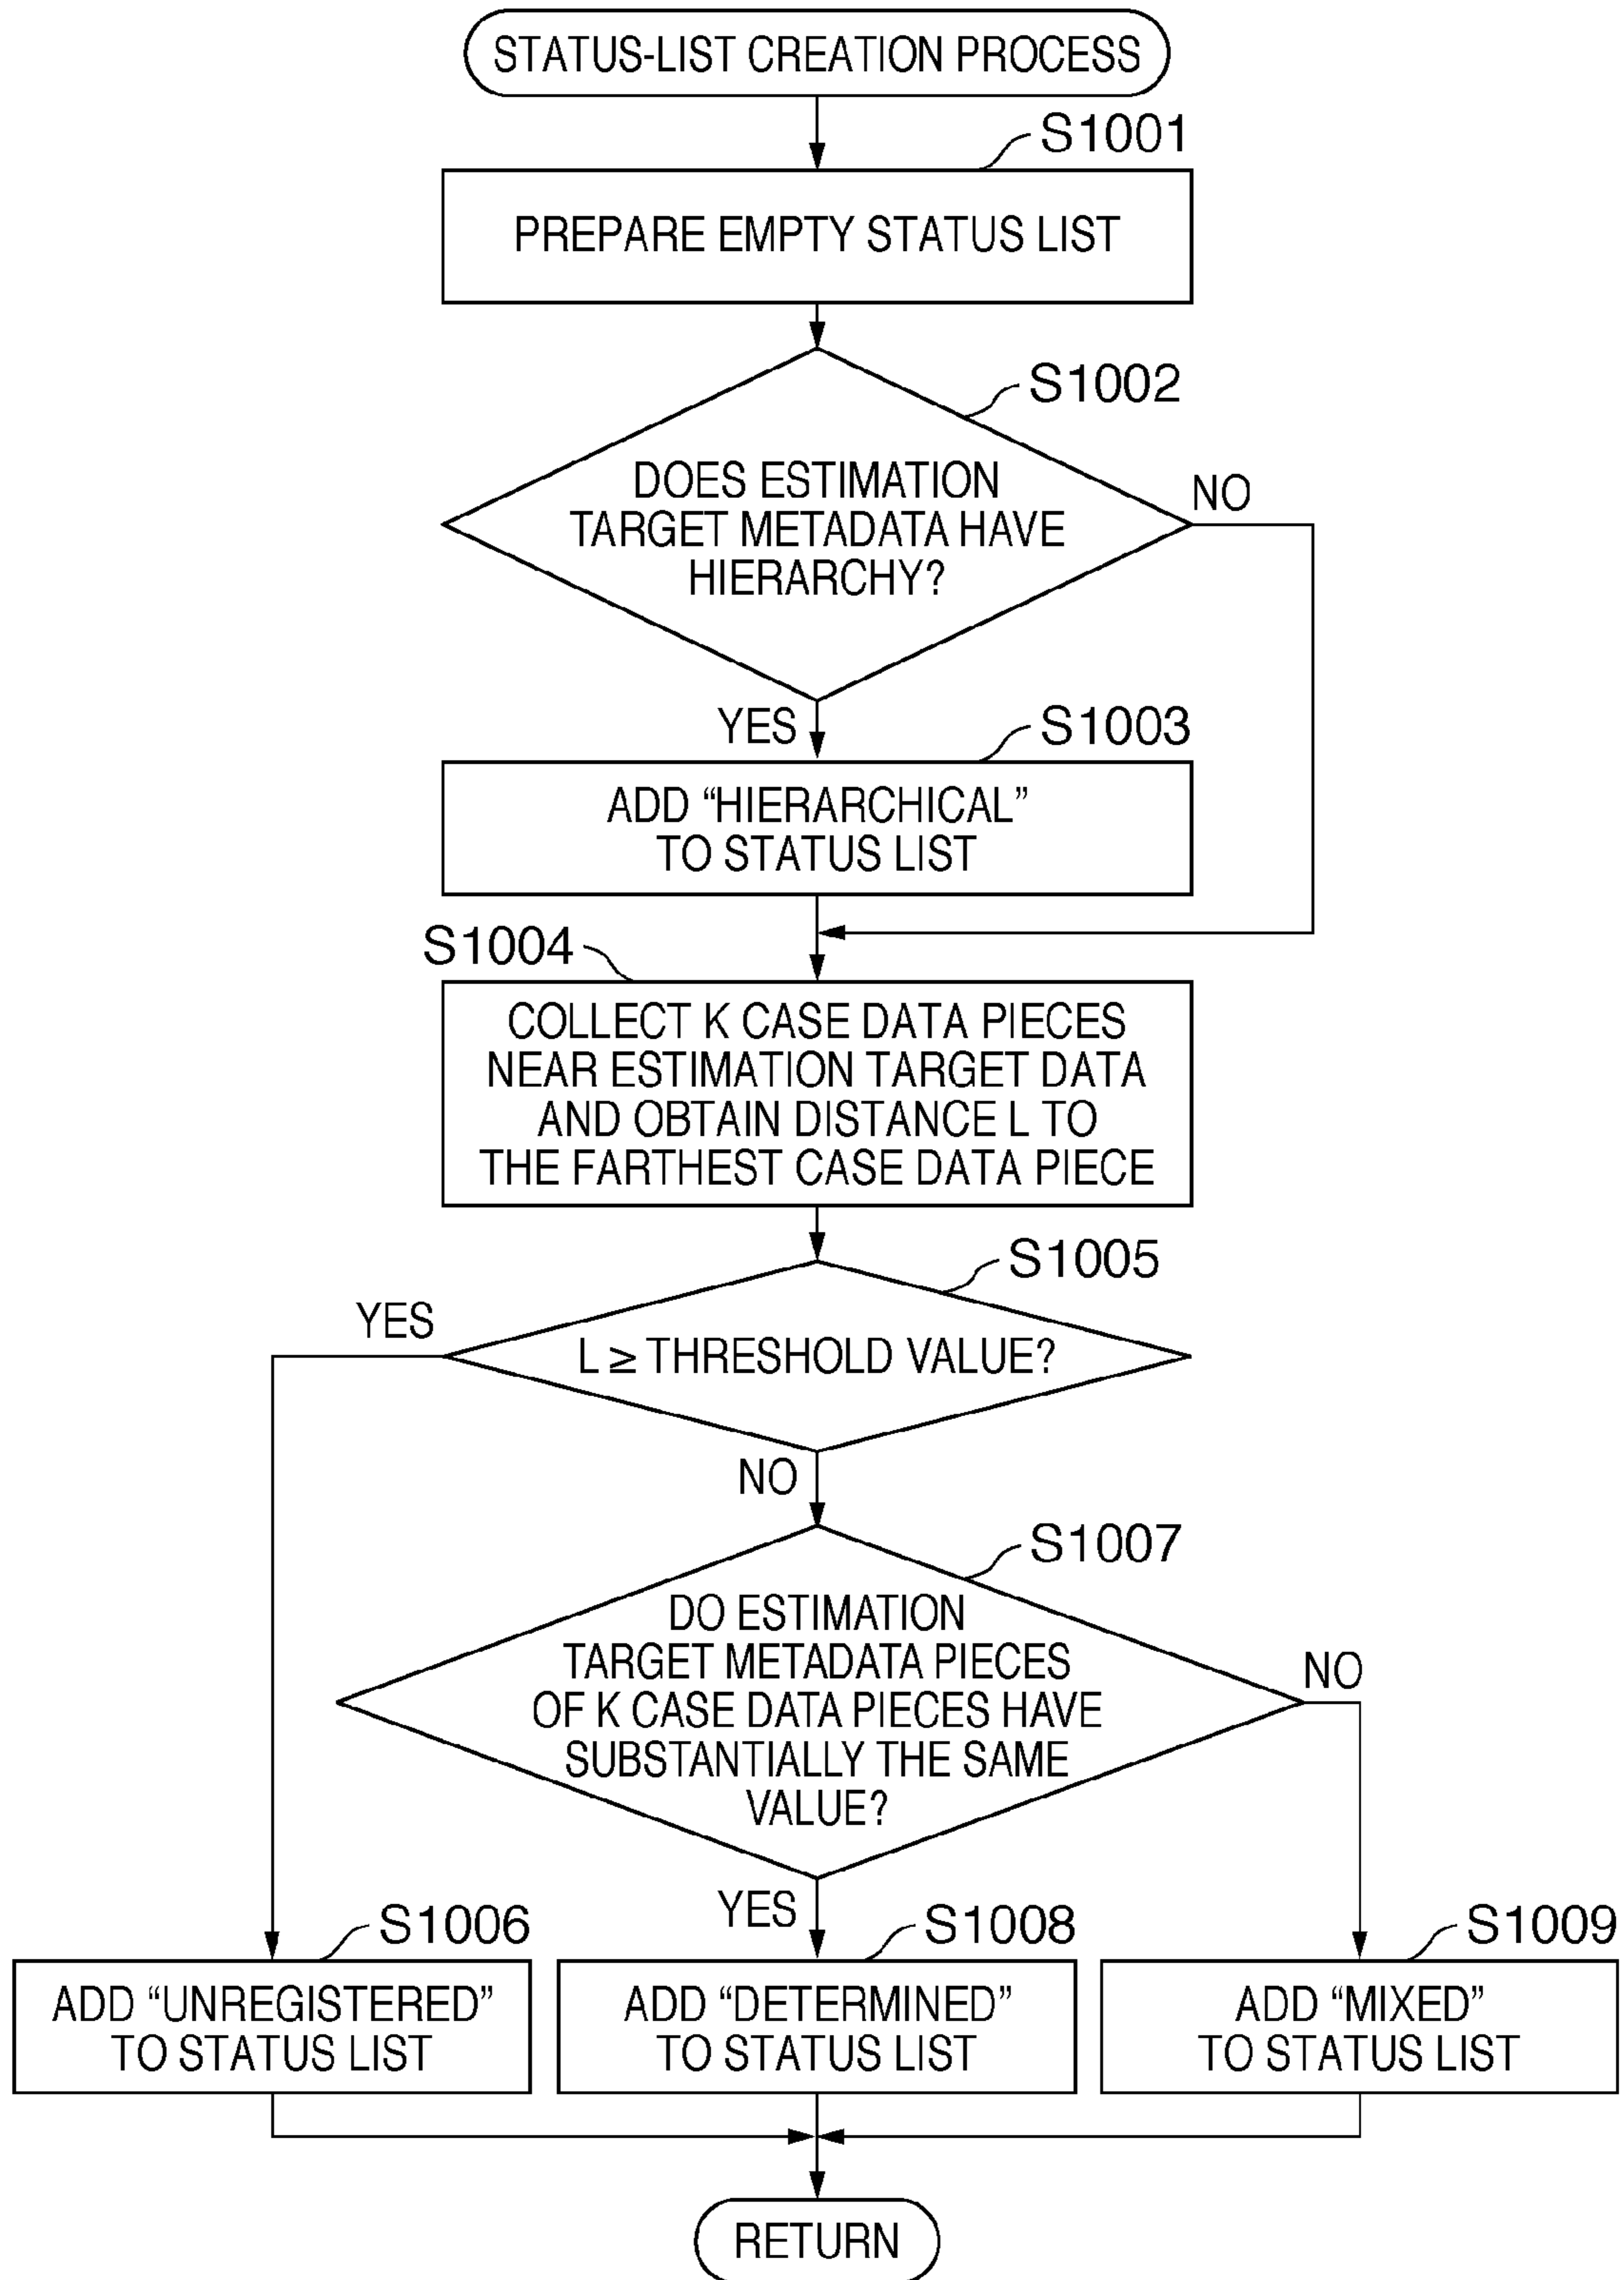 STATUS-LIST CREATION PROCESS
S1001
PREPARE EMPTY STATUS LIST
S1002
DOES ESTIMATION
TARGET METADATA HAVE
HIERARCHY?
NO
YES
S1003
ADD “HIERARCHICAL”
TO STATUS LIST
S1004
COLLECT K CASE DATA PIECES
NEAR ESTIMATION TARGET DATA
AND OBTAIN DISTANCE L TO
THE FARTHEST CASE DATA PIECE
S1005
YES
L ≥ THRESHOLD VALUE?
NO
S1007
DO ESTIMATION
TARGET METADATA PIECES
OF K CASE DATA PIECES HAVE
SUBSTANTIALLY THE SAME
VALUE?
NO
YES
S1006
ADD “UNREGISTERED”
TO STATUS LIST
S1008
ADD “DETERMINED”
TO STATUS LIST
S1009
ADD “MIXED”
TO STATUS LIST
RETURN